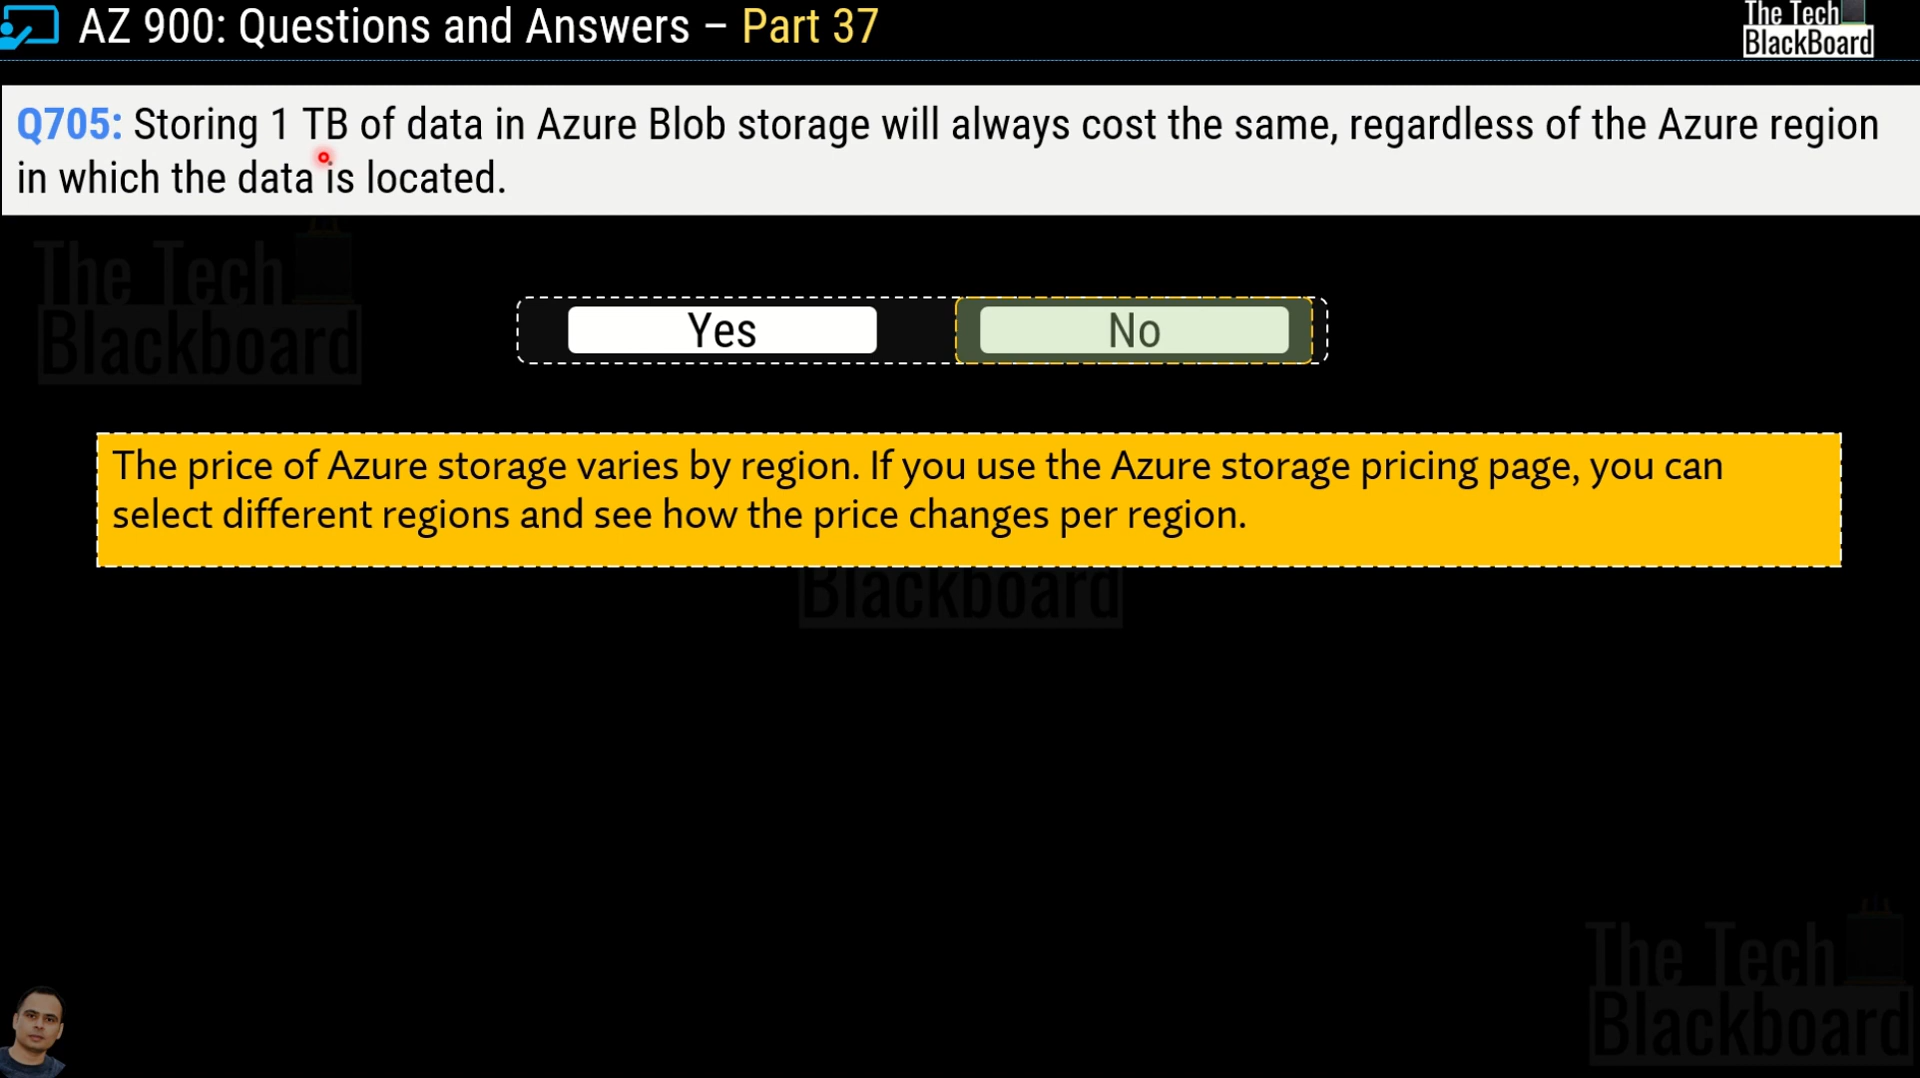 AZ 900: Questions and Answers – Part 37
The Tech
BlackBoard
Q705: Storing 1 TB of data in Azure Blob storage will always cost the same, regardless of the Azure region
in which the data is located.
The Tech
Blackboard
Yes
No
The price of Azure storage varies by region. If you use the Azure storage pricing page, you can
select different regions and see how the price changes per region.
Blackboard
The Tech
Blackboard